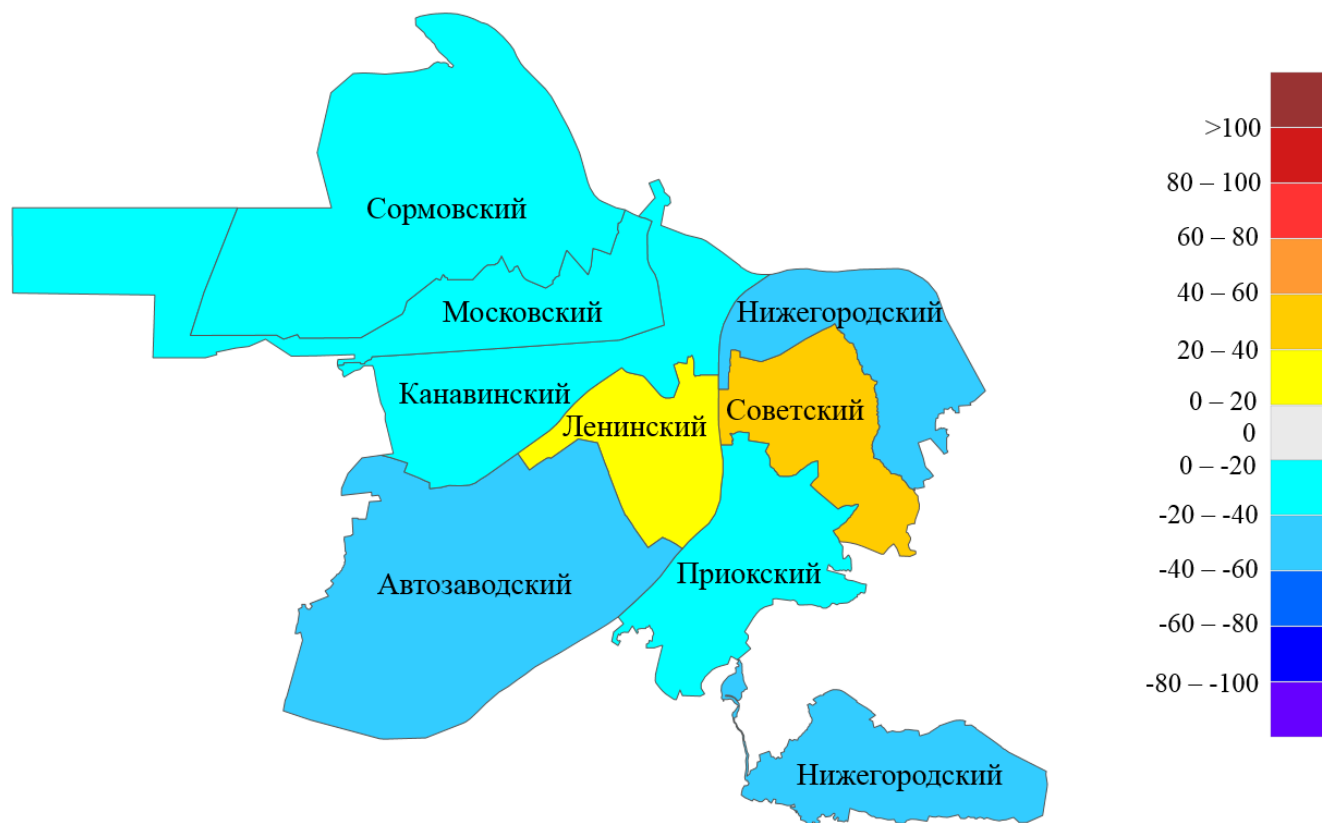 Сормовский
Московский
Нижегородский
Канавинский
Советский
Ленинский
Автозаводский
Приокский
Нижегородский
>100
80 – 100
60 – 80
40 – 60
20 – 40
0 – 20
0
0 – -20
-20 – -40
-40 – -60
-60 – -80
-80 – -100